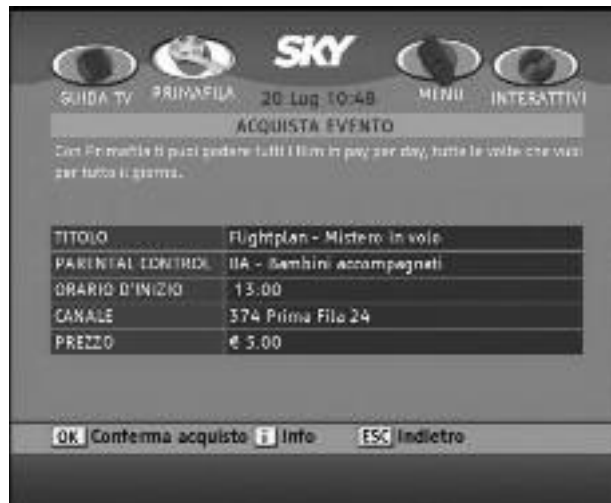 SKY
GUIDA TV PRIMAFILA 20 Lug 10:48 MENU INTERATTIVI
ACQUISTA EVENTO
Con Primafila ti puoi godere tutti i film in pay per day, tutte le volte che vuoi
per tutto il giorno.
TITOLO Flightplan - Mistero in volo
PARENTAL CONTROL BA - Bambini accompagnati
ORARIO D'INIZIO 13:00
CANALE 374 Prima Fila 24
PREZZO € 5.00
OK Conferma acquisto i Info ESC Indietro